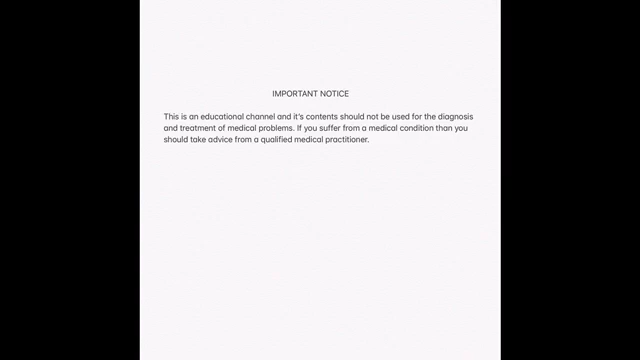 IMPORTANT NOTICE
This is an educational channel and it's contents should not be used for the diagnosis
and treatment of medical problems. If you suffer from a medical condition than you
should take advice from a qualified medical practitioner.